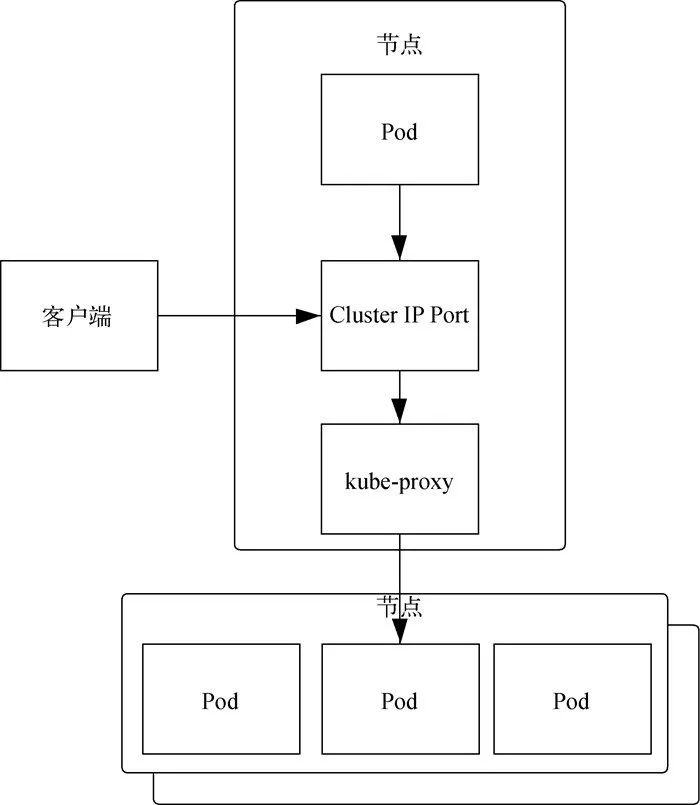 节点
Pod
客户端
Cluster IP Port
kube-proxy
节点
Pod
Pod
Pod